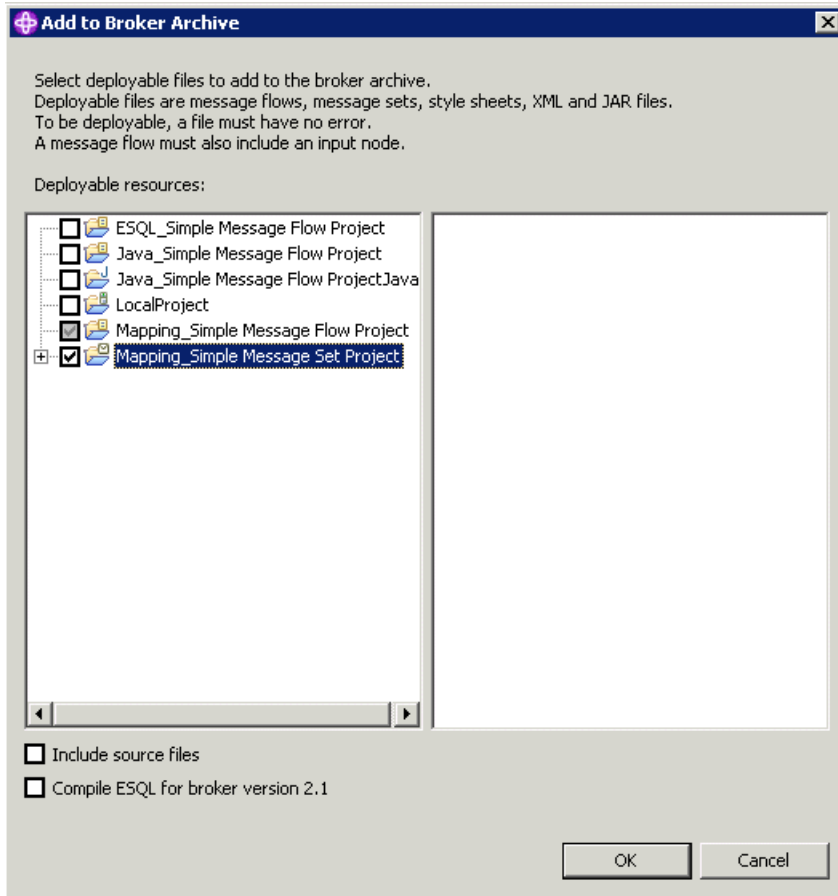 Add to Broker Archive
Select deployable files to add to the broker archive.
Deployable files are message flows, message sets, style sheets, XML and JAR files.
To be deployable, a file must have no error.
A message flow must also include an input node.
Deployable resources:
ESQL_Simple Message Flow Project
Java_Simple Message Flow Project
Java_Simple Message Flow ProjectJava
LocalProject
Mapping_Simple Message Flow Project
Mapping_Simple Message Set Project
Include source files
Compile ESQL for broker version 2.1
OK
Cancel